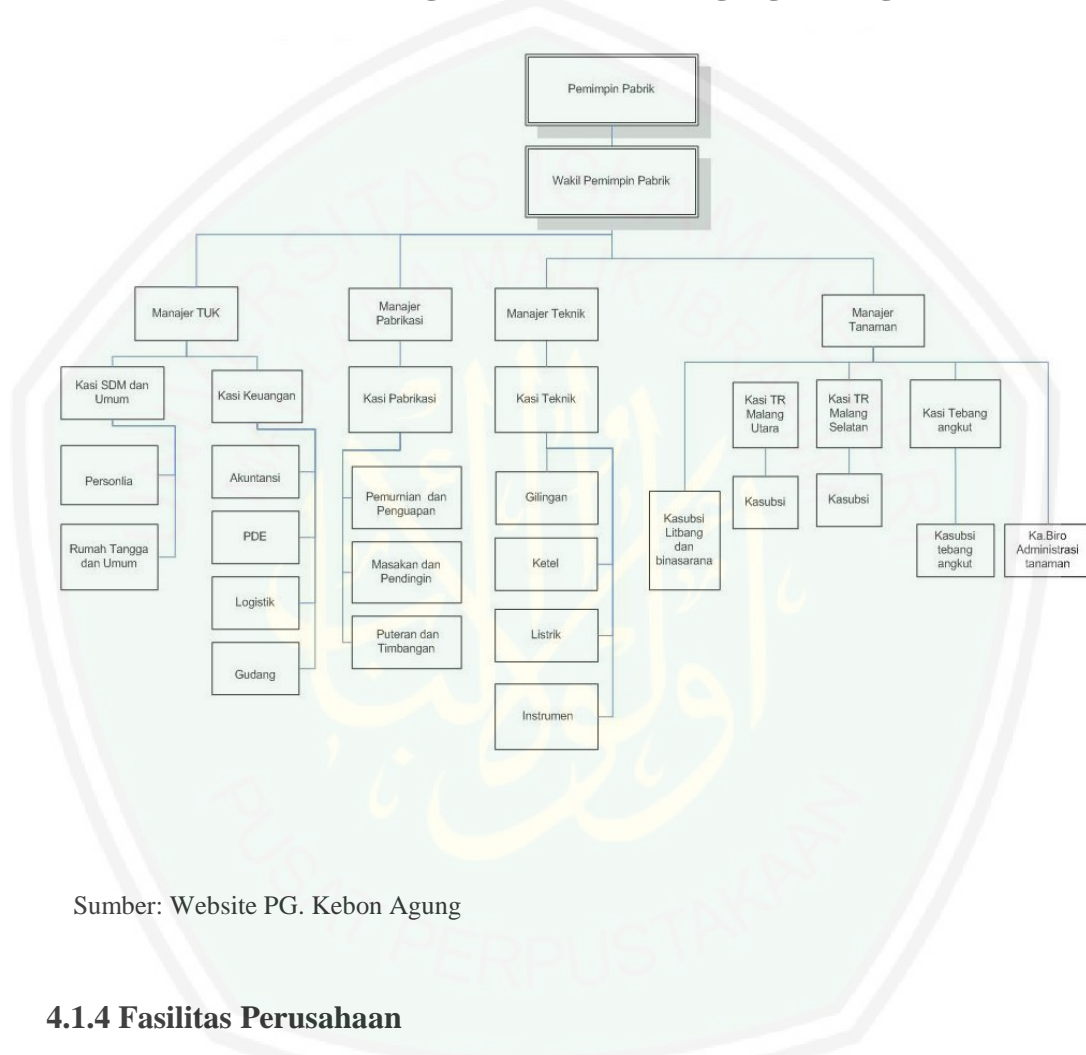 Pemimpin Pabrik
Wakil Pemimpin Pabrik
Manajer TUK
Manajer
Pabrikasi
Manajer Teknik
Manajer
Tanaman
Kasi SDM dan
Umum
Kasi Keuangan
Kasi Pabrikasi
Kasi Teknik
Kasi TR
Malang
Utara
Kasi TR
Malang
Selatan
Kasi Tebang
angkut
Personlia
Akuntansi
Pemurnian dan
Penguapan
Gilingan
Kasubsi
Litbang
dan
binasarana
Kasubsi
Kasubsi
Rumah Tangga
dan Umum
PDE
Masakan dan
Pendingin
Ketel
Kasubsi
tebang
angkut
Ka.Biro
Administrasi
tanaman
Logistik
Puteran dan
Timbangan
Listrik
Gudang
Instrumen
PUSAT PERPUSTAKAAN
Sumber: Website PG. Kebon Agung
4.1.4 Fasilitas Perusahaan